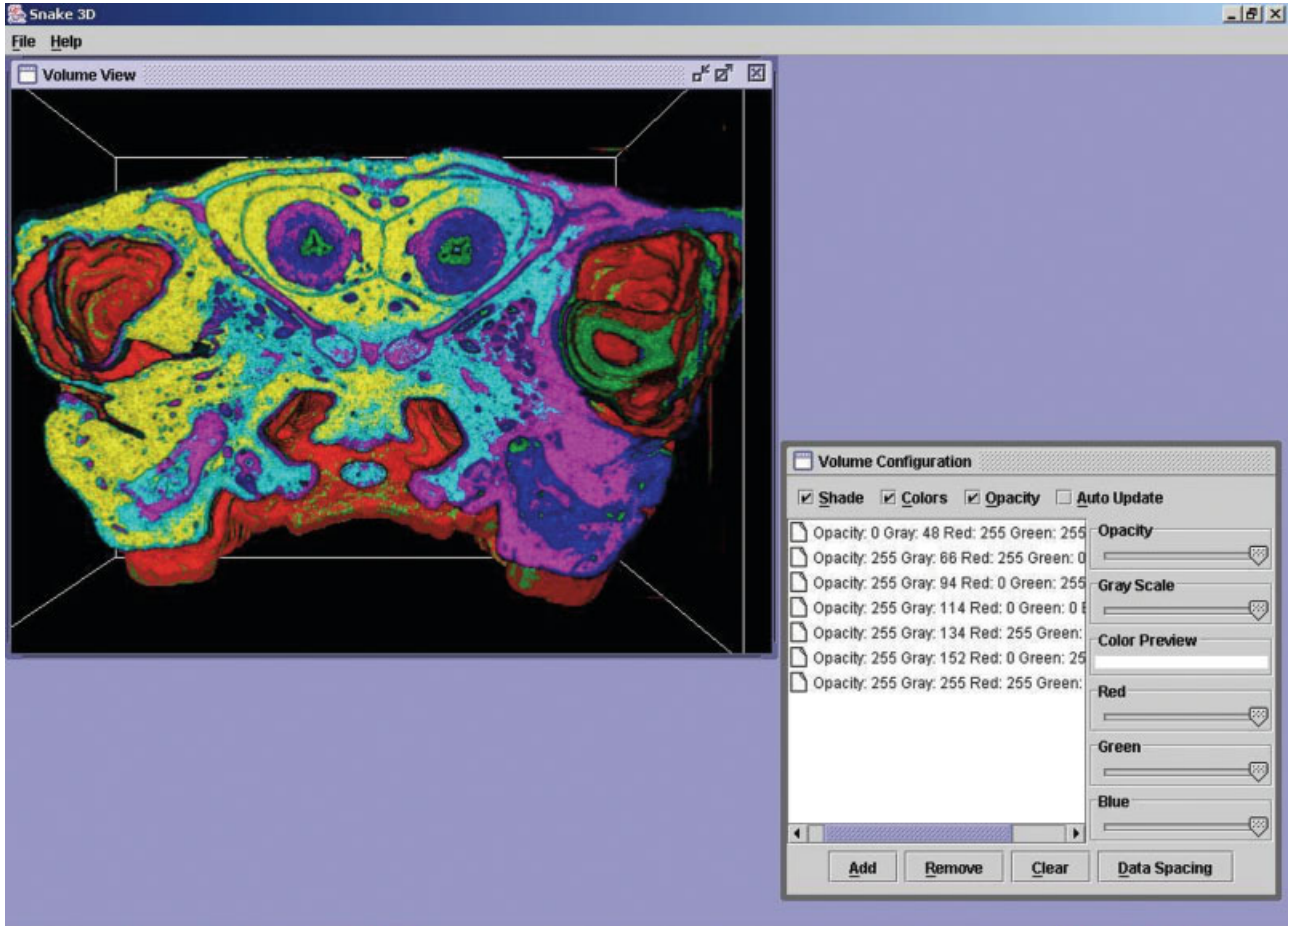 Snake 3D
File Help
Volume View
Volume Configuration
Shade Colors Opacity Auto Update
Opacity: 0 Gray: 48 Red: 255 Green: 255
Opacity: 255 Gray: 66 Red: 255 Green: 0
Opacity: 255 Gray: 94 Red: 0 Green: 255
Opacity: 255 Gray: 114 Red: 0 Green: 0
Opacity: 255 Gray: 134 Red: 255 Green:
Opacity: 255 Gray: 152 Red: 0 Green: 25
Opacity: 255 Gray: 255 Red: 255 Green:
Opacity
Gray Scale
Color Preview
Red
Green
Blue
Add Remove Clear Data Spacing